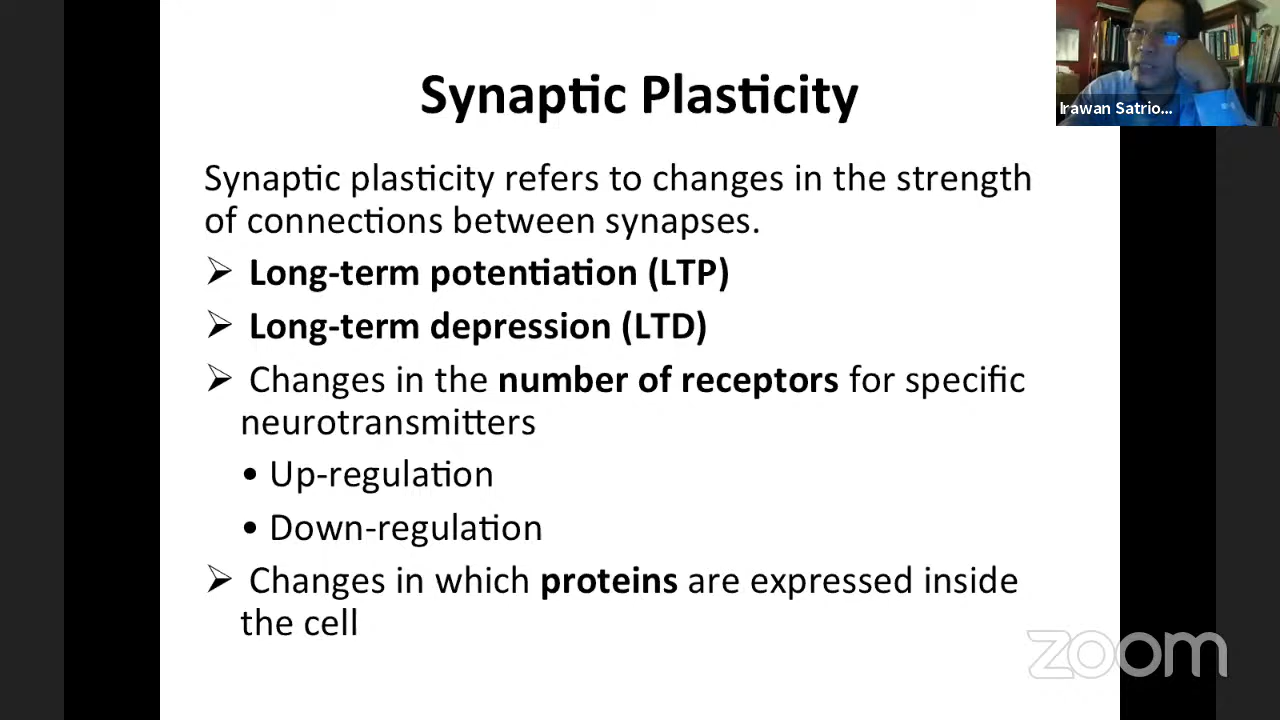 Synaptic Plasticity
Irawan Satrio...
Synaptic plasticity refers to changes in the strength
of connections between synapses.
➢ Long-term potentiation (LTP)
➢ Long-term depression (LTD)
➢ Changes in the number of receptors for specific
neurotransmitters
• Up-regulation
• Down-regulation
➢ Changes in which proteins are expressed inside
the cell
zoom